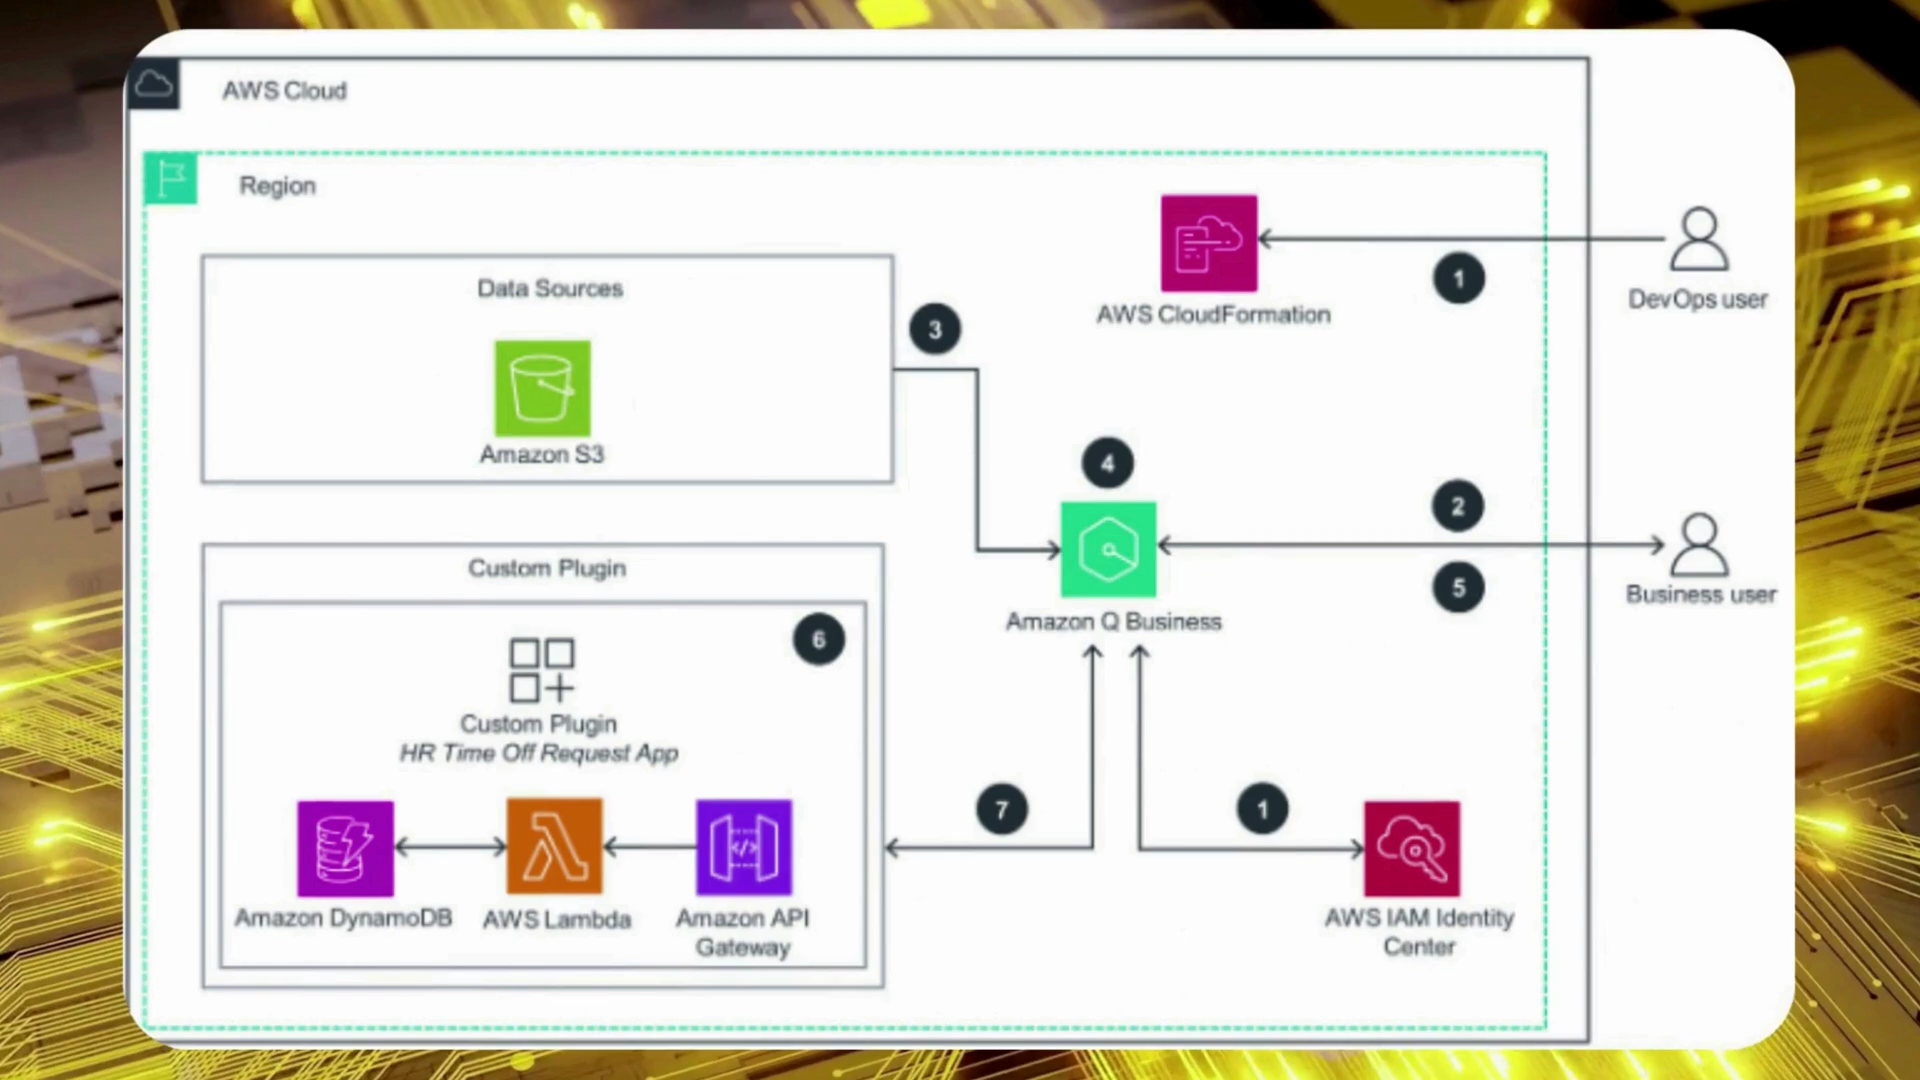 AWS Cloud
Region
Data Sources
Amazon S3
3
AWS CloudFormation
1
DevOps user
4
Amazon Q Business
2
5
Business user
Custom Plugin
6
Custom Plugin
HR Time Off Request App
Amazon DynamoDB
AWS Lambda
Amazon API
Gateway
7
1
AWS IAM Identity
Center